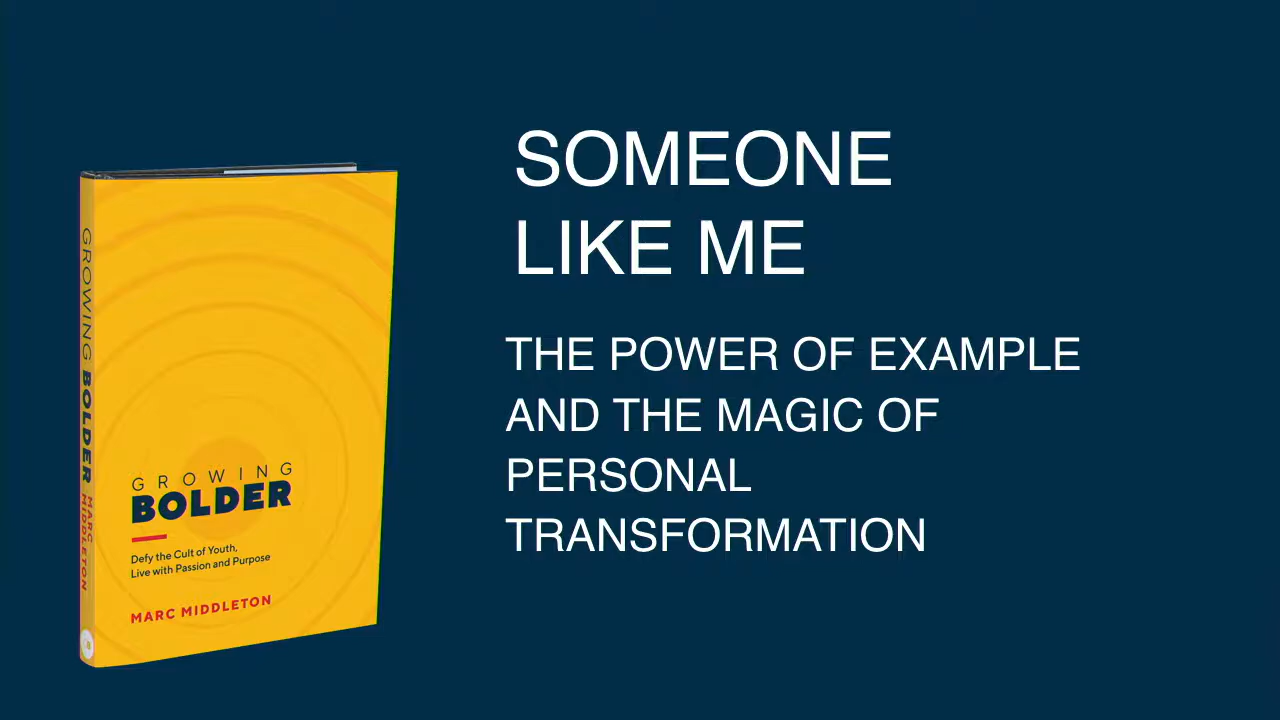 SOMEONE
LIKE ME
THE POWER OF EXAMPLE
AND THE MAGIC OF
PERSONAL
TRANSFORMATION
GROWING BOLDER MARC MIDDLETON
GROWING
BOLDER
Defy the Cult of Youth,
Live with Passion and Purpose
MARC MIDDLETON